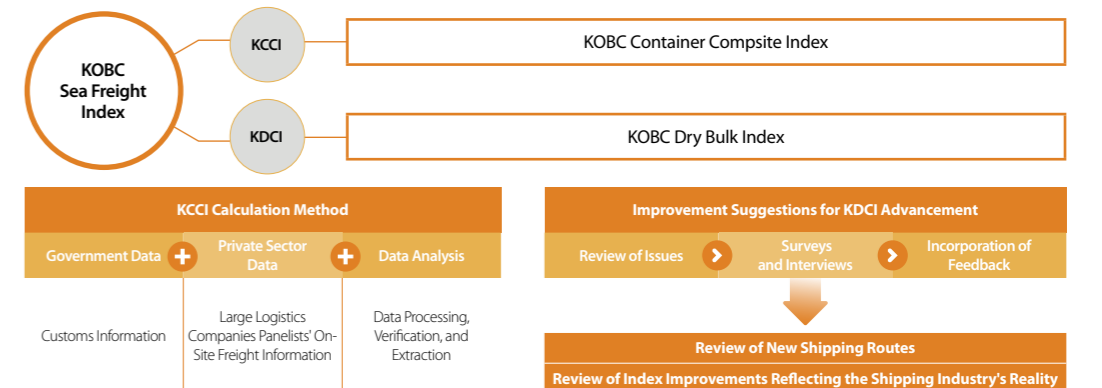 KOBC
Sea Freight
Index
KCCI
KOBC Container Compsite Index
KDCI
KOBC Dry Bulk Index
KCCI Calculation Method
Government Data
Private Sector
Data
Data Analysis
Customs Information
Large Logistics
Companies Panelists' On-
Site Freight Information
Data Processing,
Verification, and
Extraction
Improvement Suggestions for KDCI Advancement
Review of Issues
Surveys
and Interviews
Incorporation of
Feedback
Review of New Shipping Routes
Review of Index Improvements Reflecting the Shipping Industry's Reality